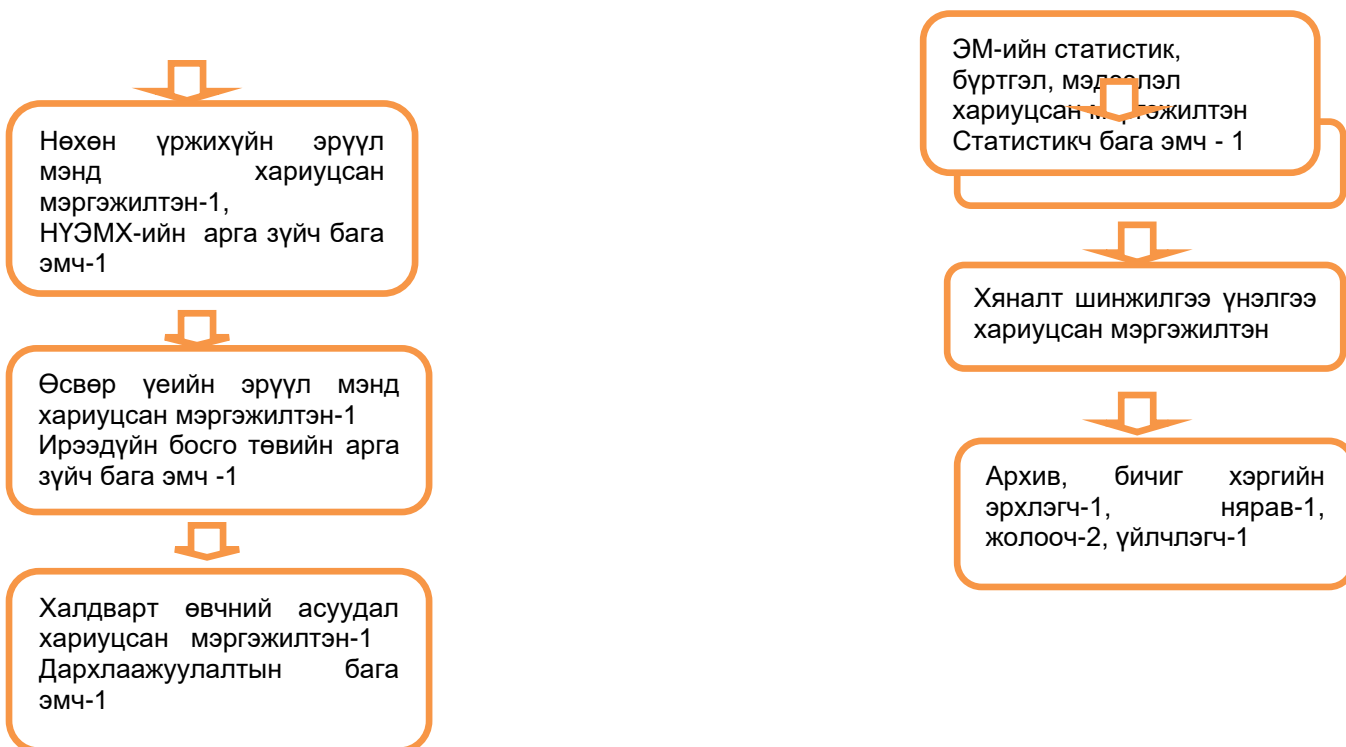 Нөхөн үржихүйн эрүүл
мэнд хариуцсан
мэргэжилтэн-1,
НҮЭМХ-ийн арга зүйч бага
эмч-1
Өсвөр үеийн эрүүл мэнд
хариуцсан мэргэжилтэн-1
Ирээдүйн босго төвийн арга
зүйч бага эмч -1
Халдварт өвчний асуудал
хариуцсан мэргэжилтэн-1
Дархлаажуулалтын бага
эмч-1
ЭМ-ийн статистик,
бүртгэл, мэдээлэл
хариуцсан мэргэжилтэн
Статистикч бага эмч - 1
Хяналт шинжилгээ үнэлгээ
хариуцсан мэргэжилтэн
Архив, бичиг хэргийн
эрхлэгч-1, нярав-1,
жолооч-2, үйлчлэгч-1